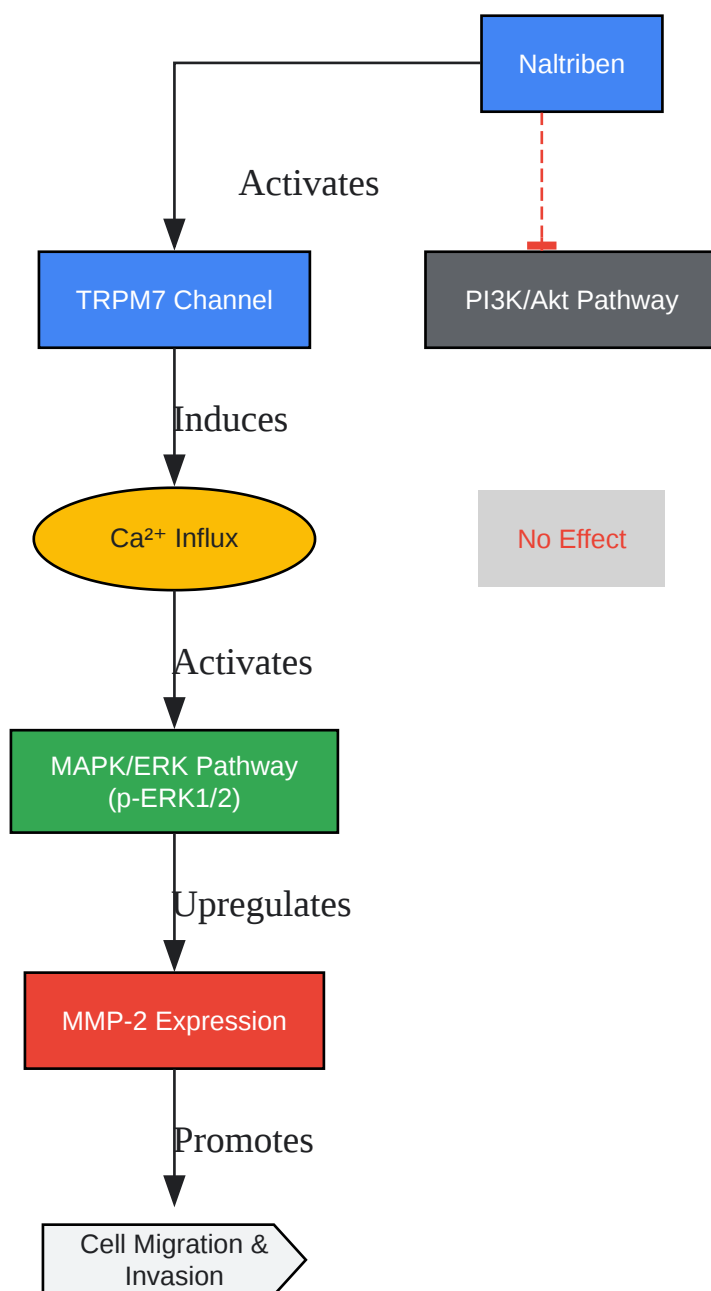 Naltriben
Activates
TRPM7 Channel
PI3K/Akt Pathway
Induces
Ca²⁺ Influx
No Effect
Activates
MAPK/ERK Pathway
(p-ERK1/2)
Upregulates
MMP-2 Expression
Promotes
Cell Migration &
Invasion